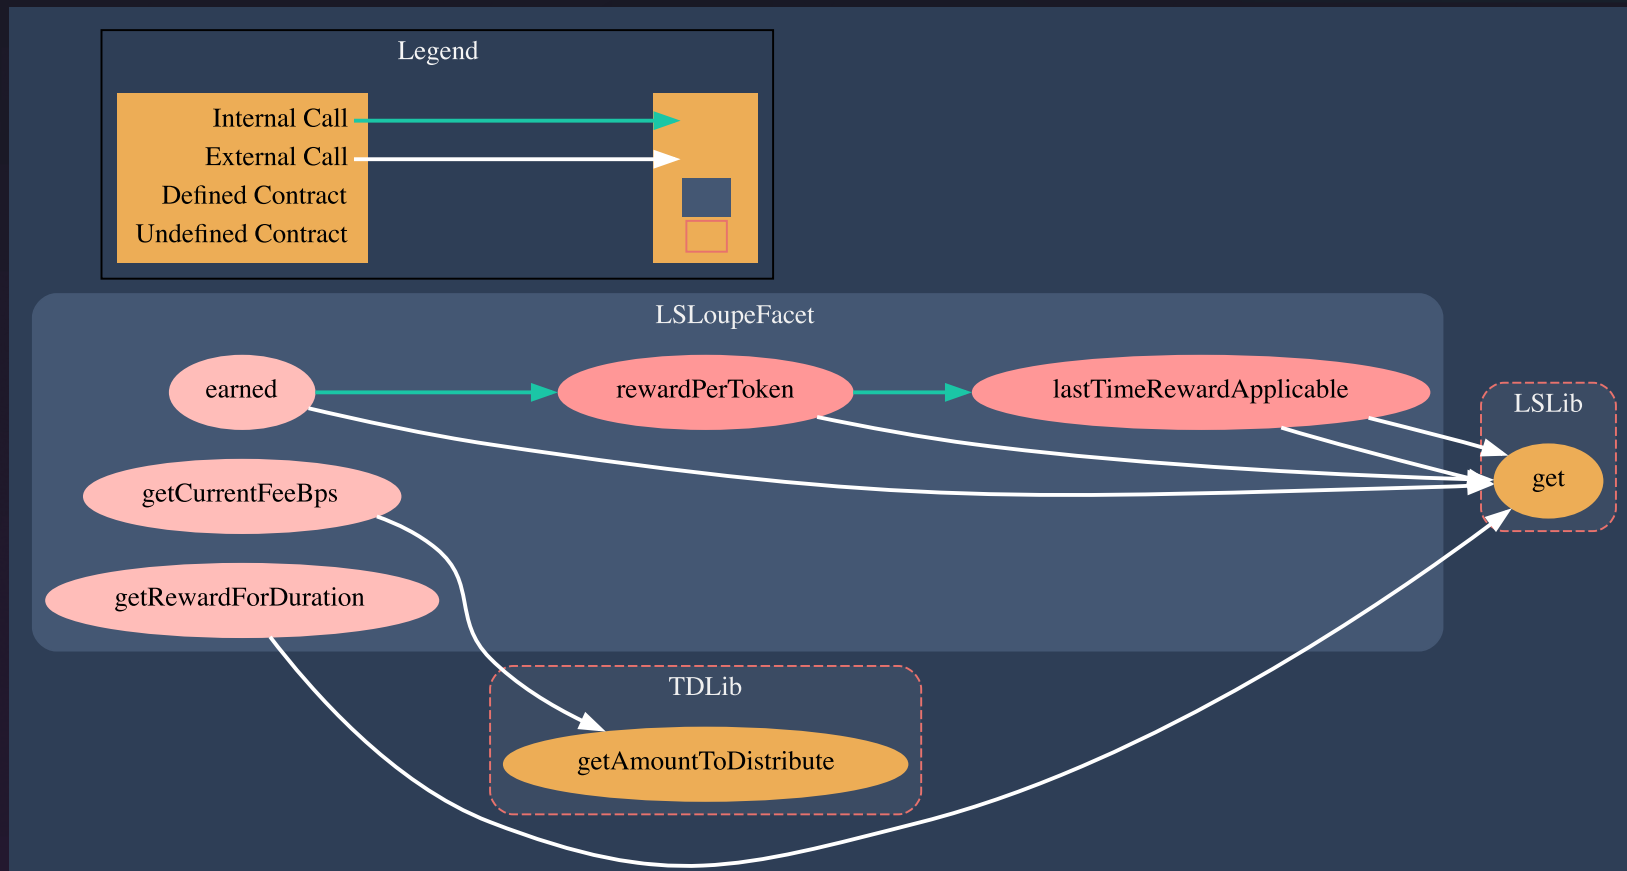 Legend
Internal Call
External Call
Defined Contract
Undefined Contract
LSLoupeFacet
earned
rewardPerToken
lastTimeRewardApplicable
LSLib
get
getCurrentFeeBps
getRewardForDuration
TDLib
getAmountToDistribute